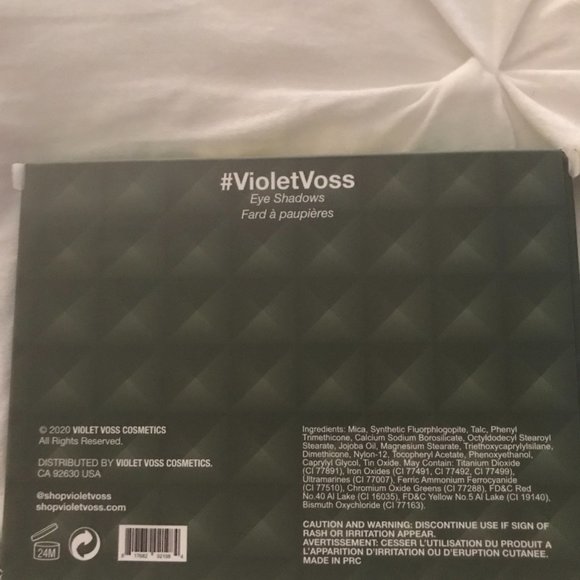 #VioletVoss
Eye Shadows
Fard à paupières
© 2020 VIOLET VOSS COSMETICS
All Rights Reserved.
DISTRIBUTED BY VIOLET VOSS COSMETICS.
CA 92630 USA
@shopvioletvoss
shopvioletvoss.com
24M
Ingredients: Mica, Synthetic Fluorphlogopite, Talc, Phenyl
Trimethicone, Calcium Sodium Borosilicate, Octyldodecyl Stearoyl
Stearate, Jojoba Oil, Magnesium Stearate, Triethoxycaprylylsilane,
Dimethicone, Nylon-12, Tocopheryl Acetate, Phenoxyethanol,
Caprylyl Glycol, Tin Oxide. May Contain: Titanium Dioxide
(CI 77891), Iron Oxides (CI 77491, CI 77492, CI 77499),
Ultramarines (CI 77007), Ferric Ammonium Ferrocyanide
(CI 77510), Chromium Oxide Greens (CI 77288), FD&C Red
No.40 Al Lake (CI 16035), FD&C Yellow No.5 Al Lake (CI 19140),
Bismuth Oxychloride (CI 77163).
CAUTION AND WARNING: DISCONTINUE USE IF SIGN OF
RASH OR IRRITATION APPEAR.
AVERTISSEMENT: CESSER L'UTILISATION DU PRODUIT A
L'APPARITION D'IRRITATION OU D'ERUPTION CUTANEE.
MADE IN PRC